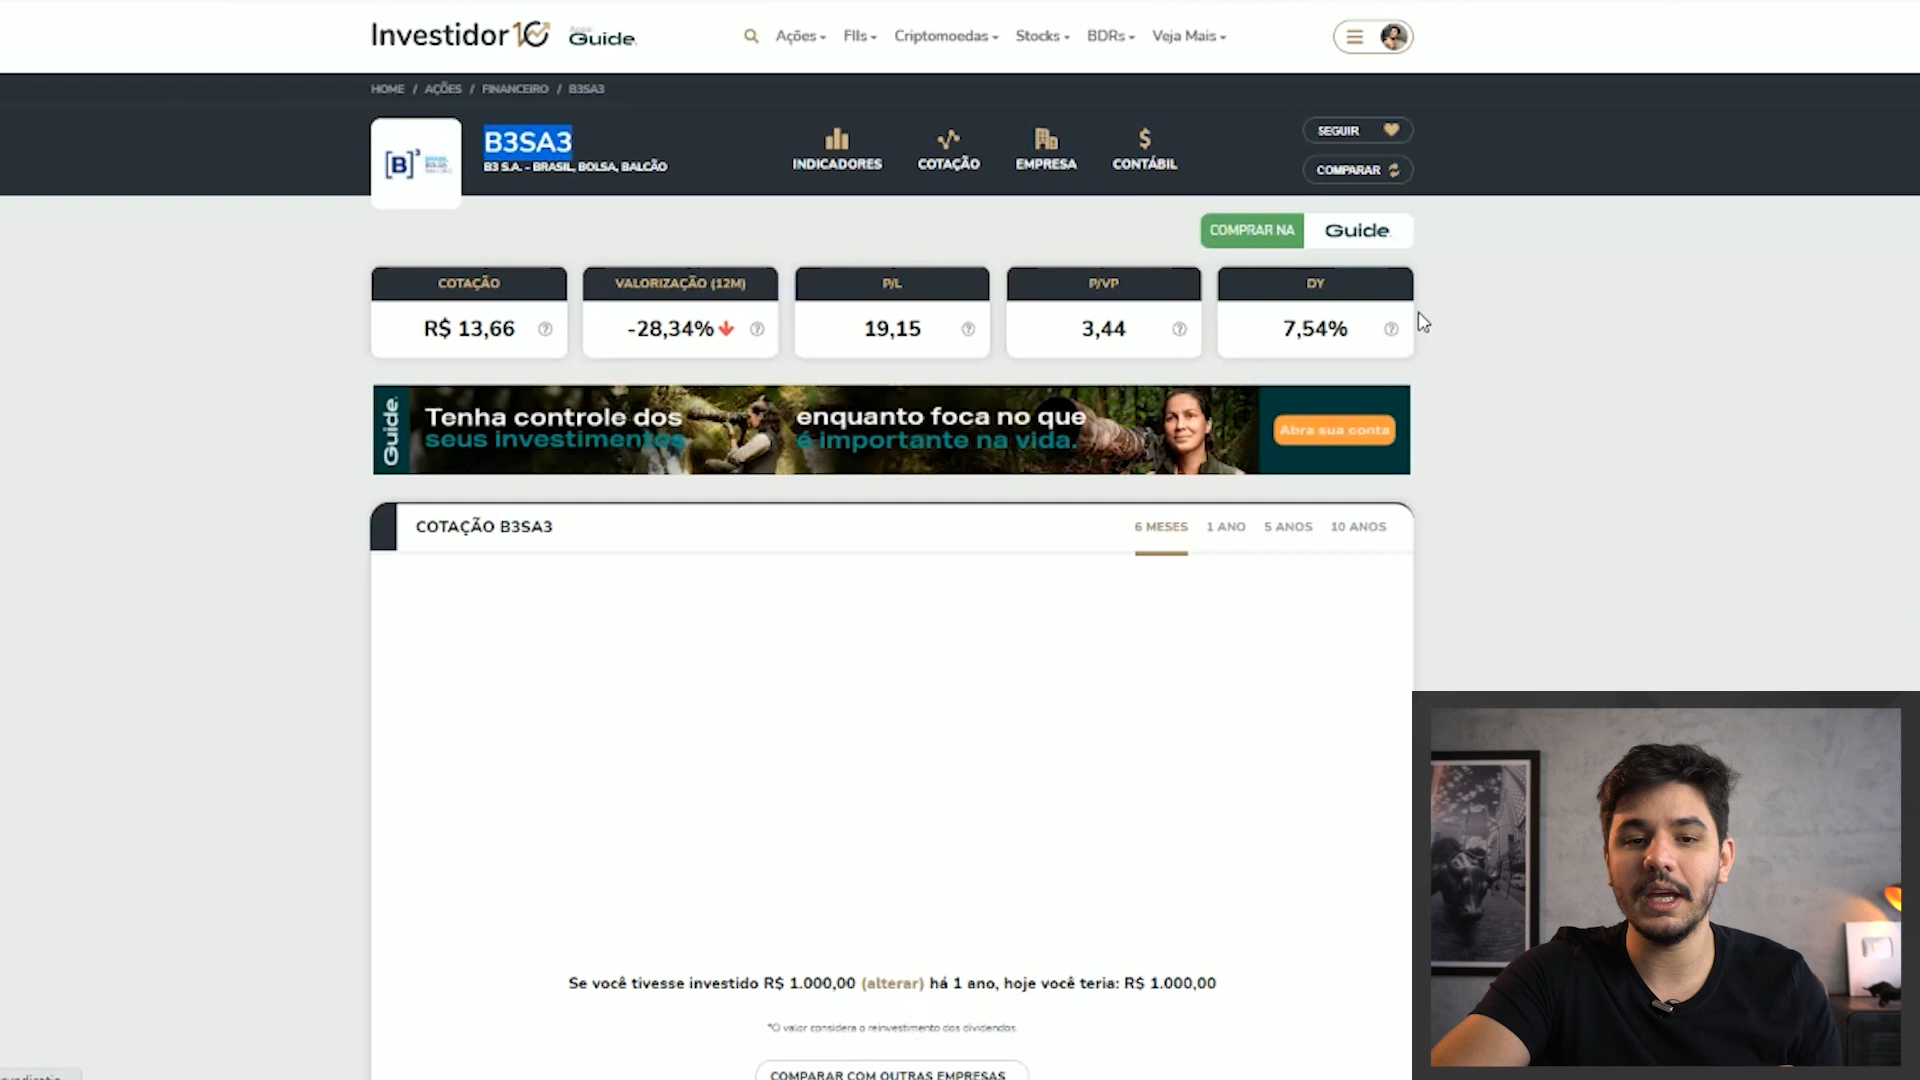 Investidor10
Guide.
Ações
FIIs
Criptomoedas
Stocks
BDRs
Veja Mais
HOME / AÇÕES / FINANCEIRO / B3SA3
[B]³ BRASIL BOLSA BALCÃO
B3SA3
B3 S.A. - BRASIL, BOLSA, BALCÃO
INDICADORES
COTAÇÃO
EMPRESA
CONTÁBIL
SEGUIR
COMPARAR
COMPRAR NA Guide.
COTAÇÃO
R$ 13,66
VALORIZAÇÃO (12M)
-28,34%
P/L
19,15
P/VP
3,44
DY
7,54%
Guide.
Tenha controle dos
seus investimentos
enquanto foca no que
é importante na vida.
Abra sua conta
COTAÇÃO B3SA3
6 MESES
1 ANO
5 ANOS
10 ANOS
Se você tivesse investido R$ 1.000,00 (alterar) há 1 ano, hoje você teria: R$ 1.000,00
*O valor considera o reinvestimento dos dividendos.
COMPARAR COM OUTRAS EMPRESAS